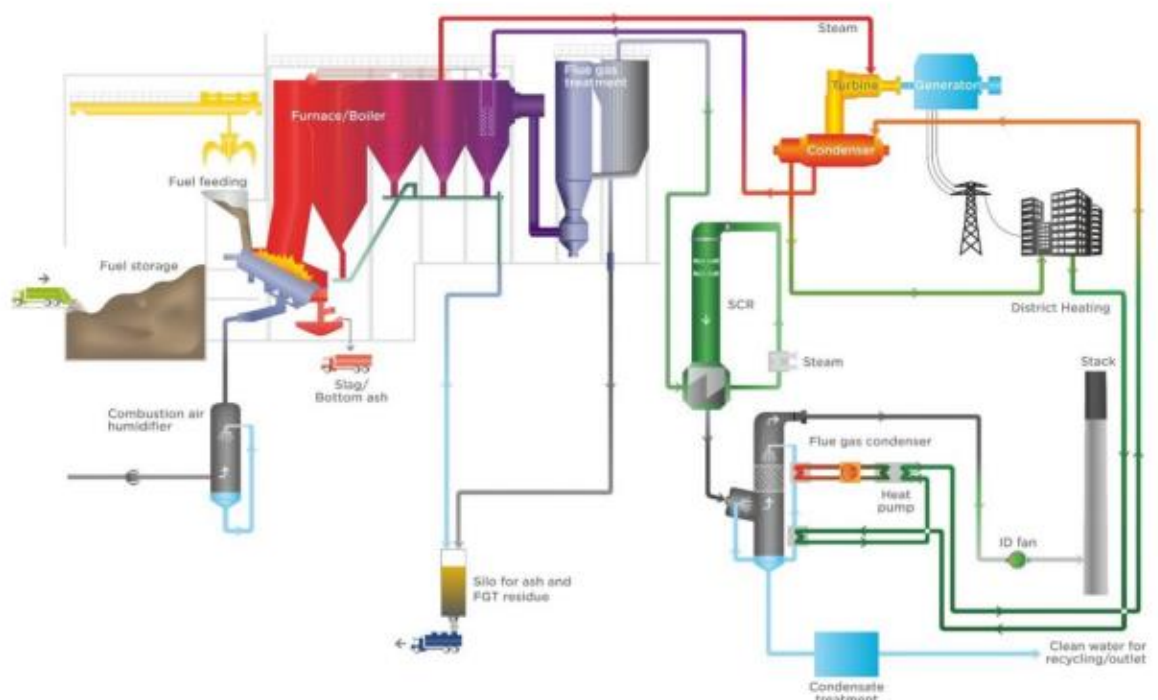 Steam
Flue gas
treatment
Turbine
Generator
Furnace/Boiler
Condenser
Fuel feeding
Fuel storage
District Heating
SCR
Steam
Stack
Slag/
Bottom ash
Combustion air
humidifier
Flue gas condenser
Heat
pump
ID fan
Silo for ash and
FGT residue
Clean water for
recycling/outlet
Condensate
treatment